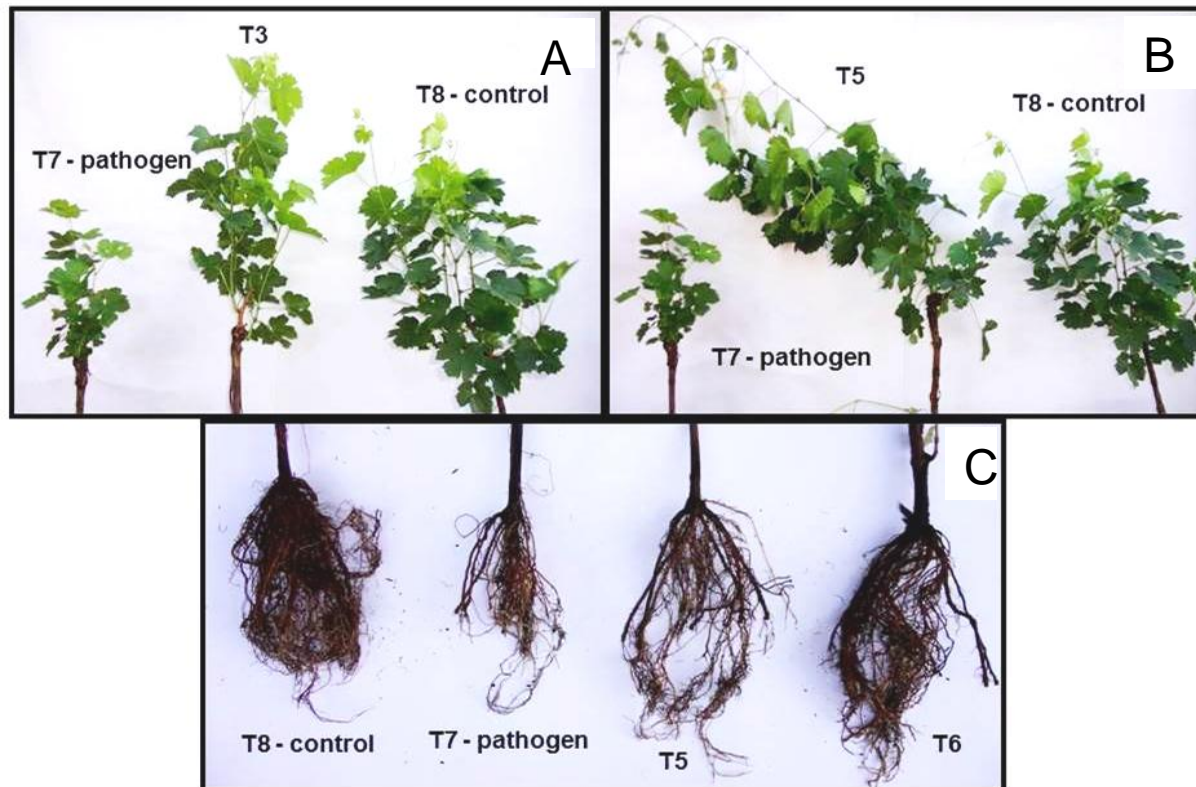 A
T3
T8 - control
T7 - pathogen
B
T5
T8 - control
T7 - pathogen
C
T8 - control
T7 - pathogen
T5
T6